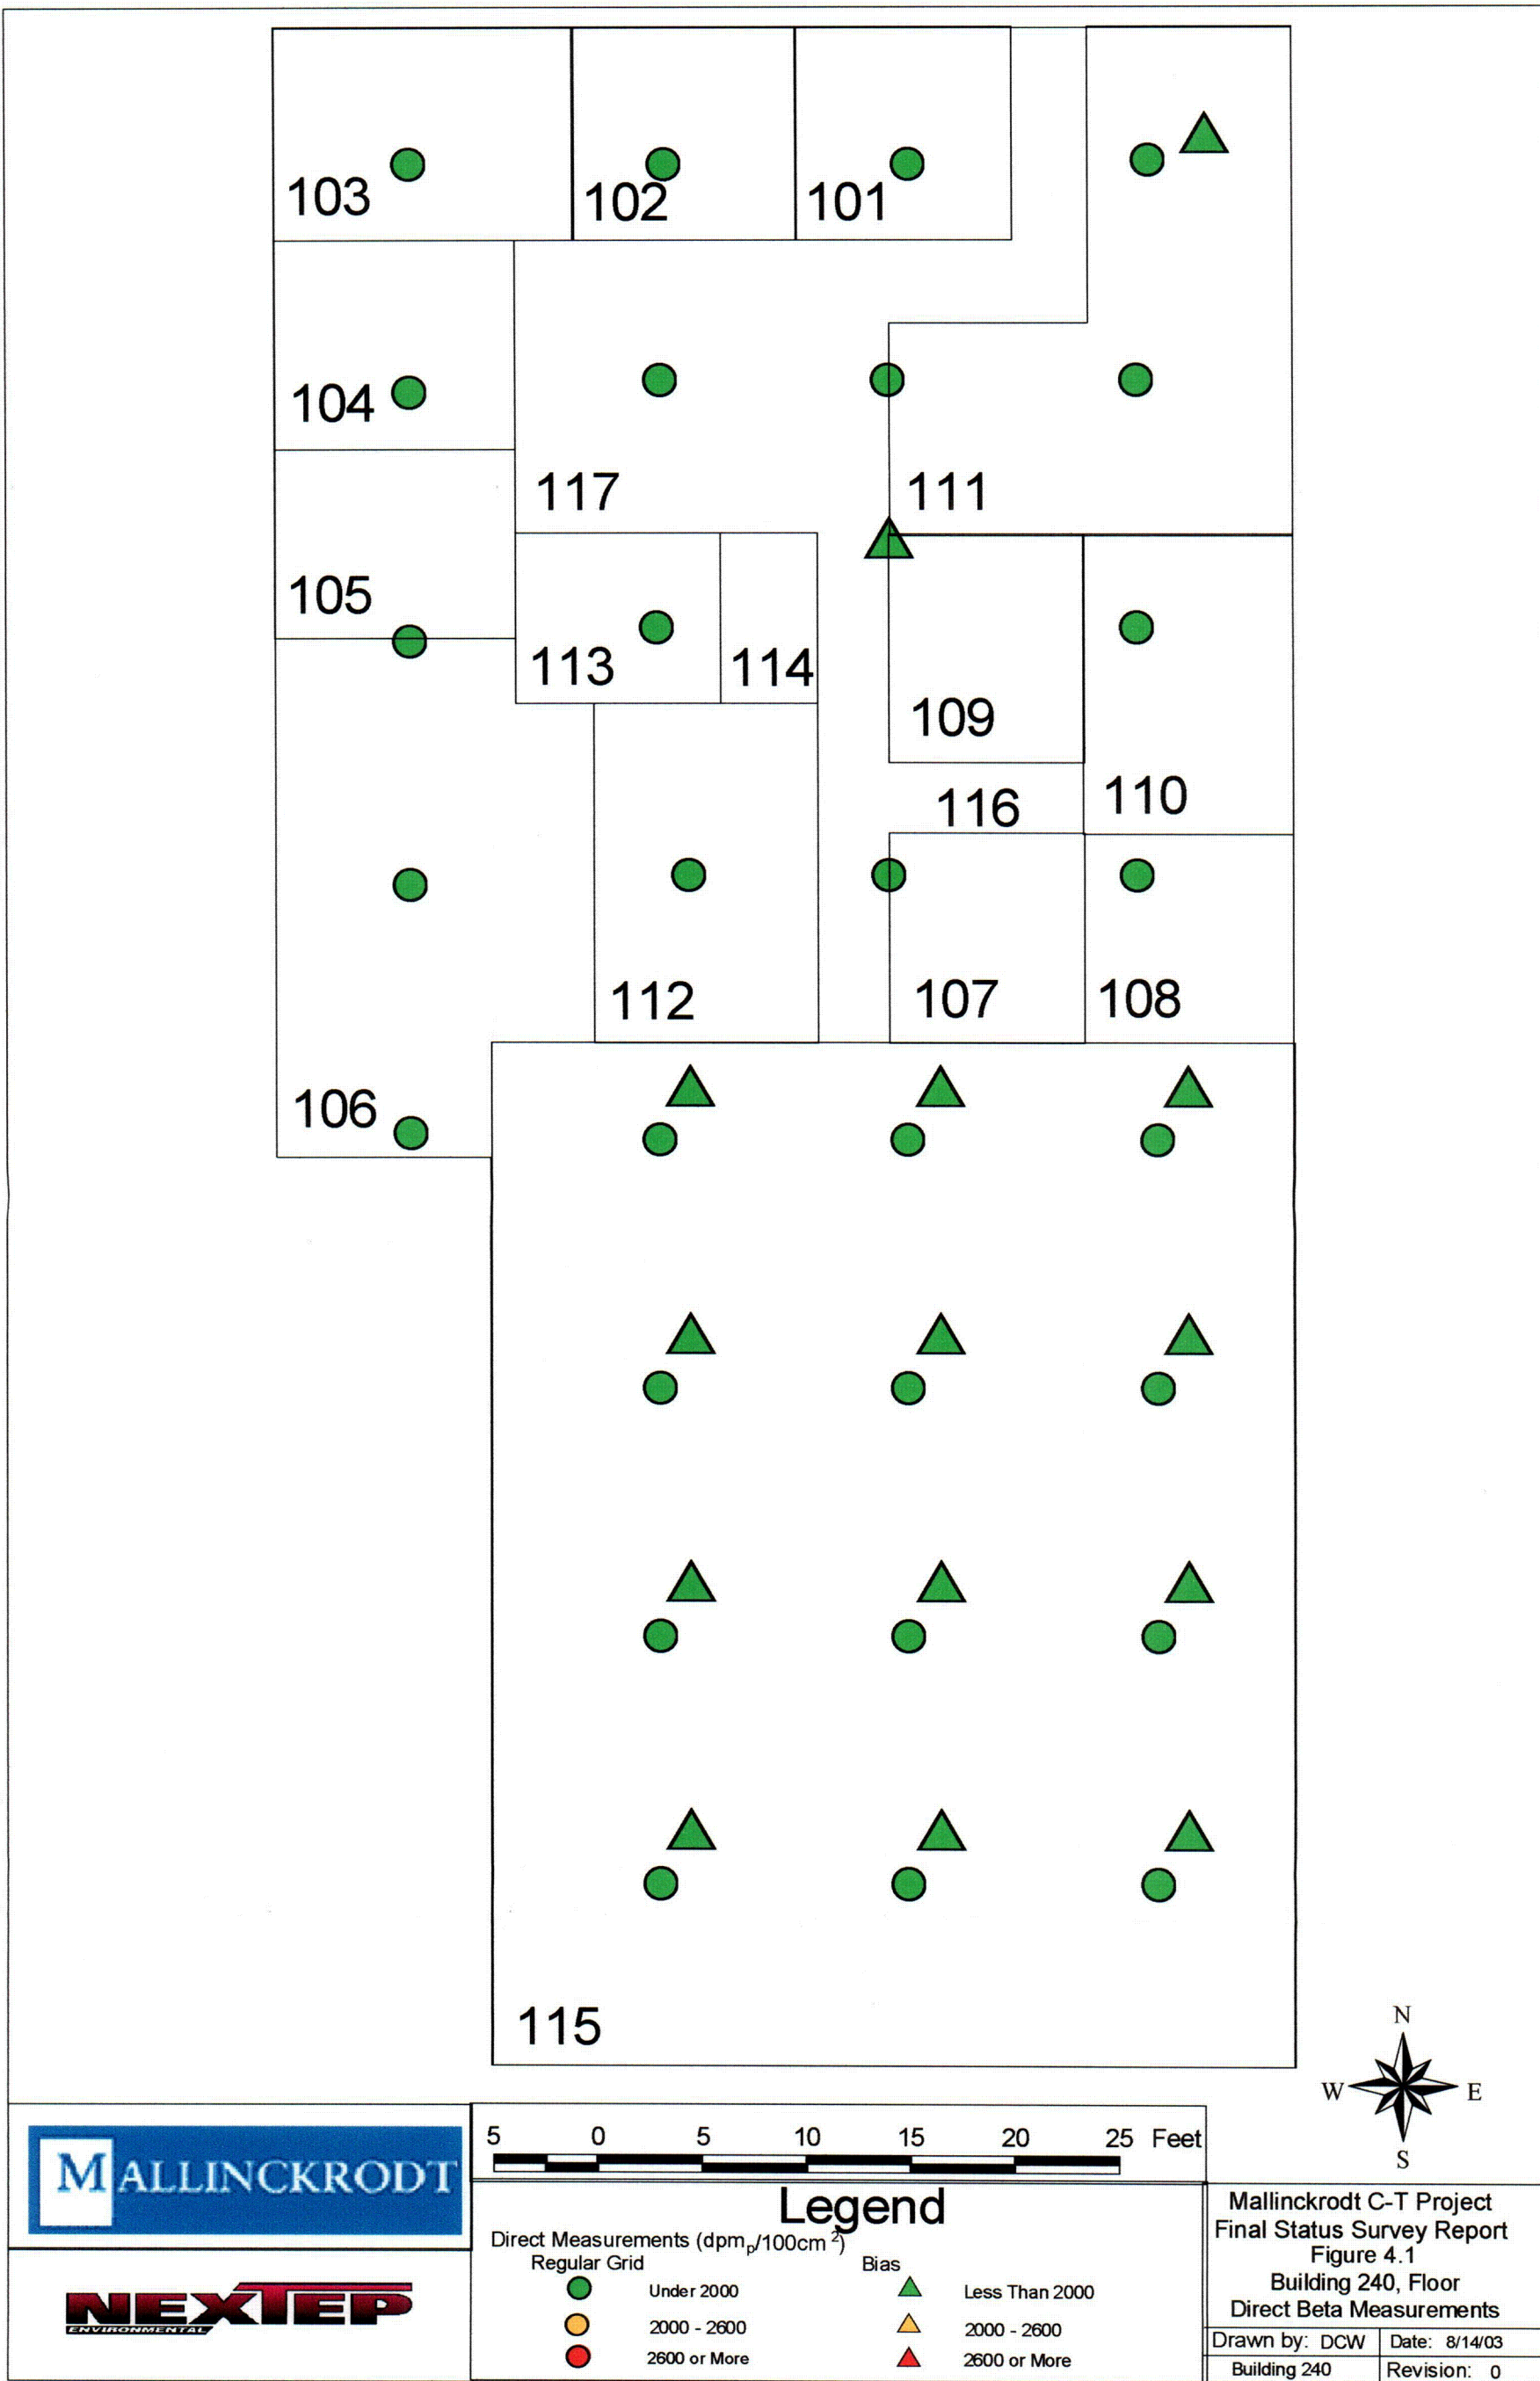 103
102
101
104
117
111
105
113
114
109
116
110
112
107
108
106
115
N
W
E
S
MALLINCKRODT
NEXTEP
ENVIRONMENTAL
5 0 5 10 15 20 25 Feet
Legend
Direct Measurements (dpmp/100cm²)
Regular Grid
Bias
Under 2000
Less Than 2000
2000 - 2600
2000 - 2600
2600 or More
2600 or More
Mallinckrodt C-T Project
Final Status Survey Report
Figure 4.1
Building 240, Floor
Direct Beta Measurements
Drawn by: DCW
Date: 8/14/03
Building 240
Revision: 0